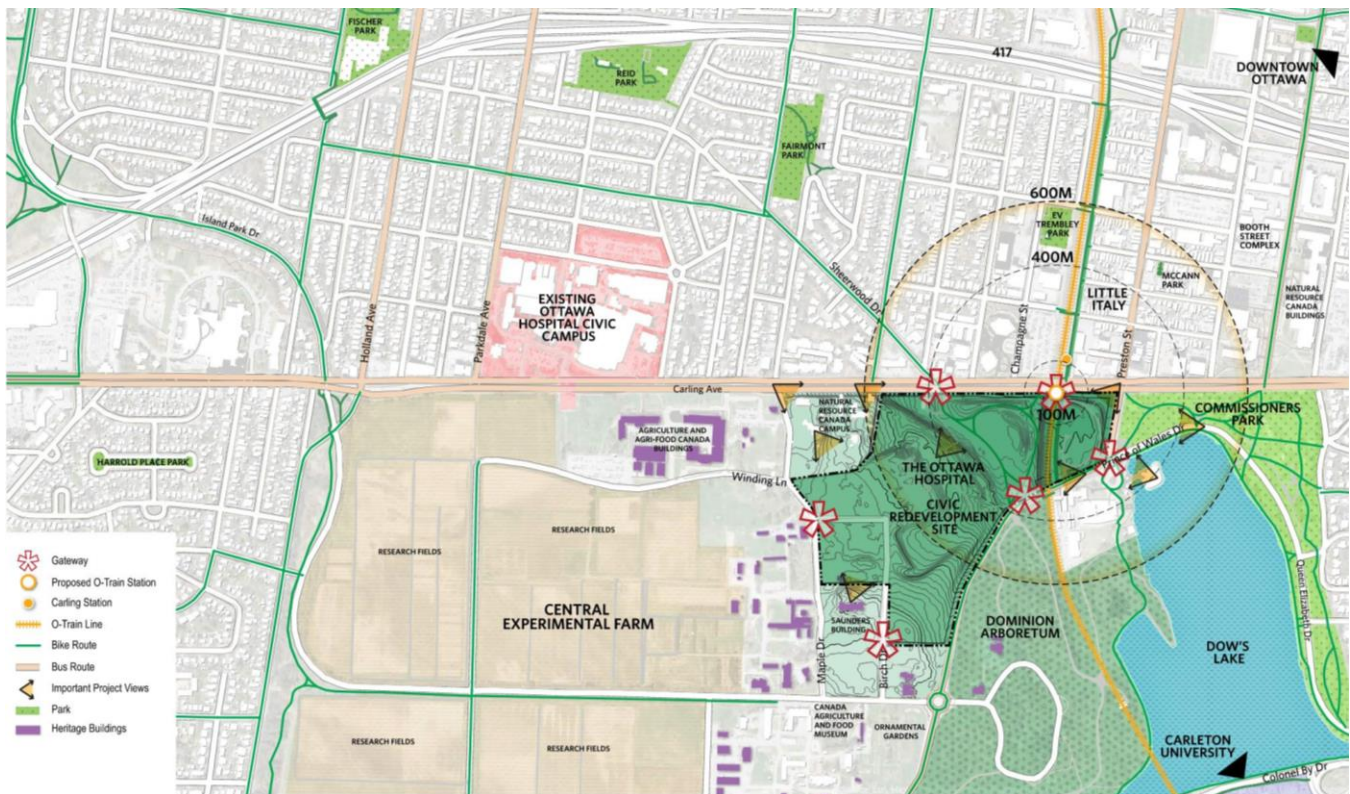 FISCHER
PARK
417
DOWNTOWN
OTTAWA
REID
PARK
FAIRMONT
PARK
600M
EV
TREMBLEY
PARK
400M
BOOTH
STREET
COMPLEX
Island Park Dr
Sheerwood Dr
MCCANN
PARK
LITTLE
ITALY
NATURAL
RESOURCE
CANADA
BUILDINGS
EXISTING
OTTAWA
HOSPITAL CIVIC
CAMPUS
Holland Ave
Parkdale Ave
Champagne St
Preston St
Carling Ave
NATURAL
RESOURCE
CANADA
CAMPUS
100M
COMMISSIONERS
PARK
AGRICULTURE AND
AGRI-FOOD CANADA
BUILDINGS
Prince of Wales Dr
HARROLD PLACE PARK
Winding Ln
THE OTTAWA
HOSPITAL
CIVIC
REDEVELOPMENT
SITE
RESEARCH FIELDS
RESEARCH FIELDS
Gateway
Proposed O-Train Station
Carling Station
O-Train Line
Bike Route
Bus Route
Important Project Views
Park
Heritage Buildings
CENTRAL
EXPERIMENTAL FARM
SAUNDERS
BUILDING
DOMINION
ARBORETUM
Queen Elizabeth Dr
DOW'S
LAKE
Maple Dr
Birch Dr
CANADA
AGRICULTURE
AND FOOD
MUSEUM
ORNAMENTAL
GARDENS
RESEARCH FIELDS
RESEARCH FIELDS
CARLETON
UNIVERSITY
Colonel By Dr